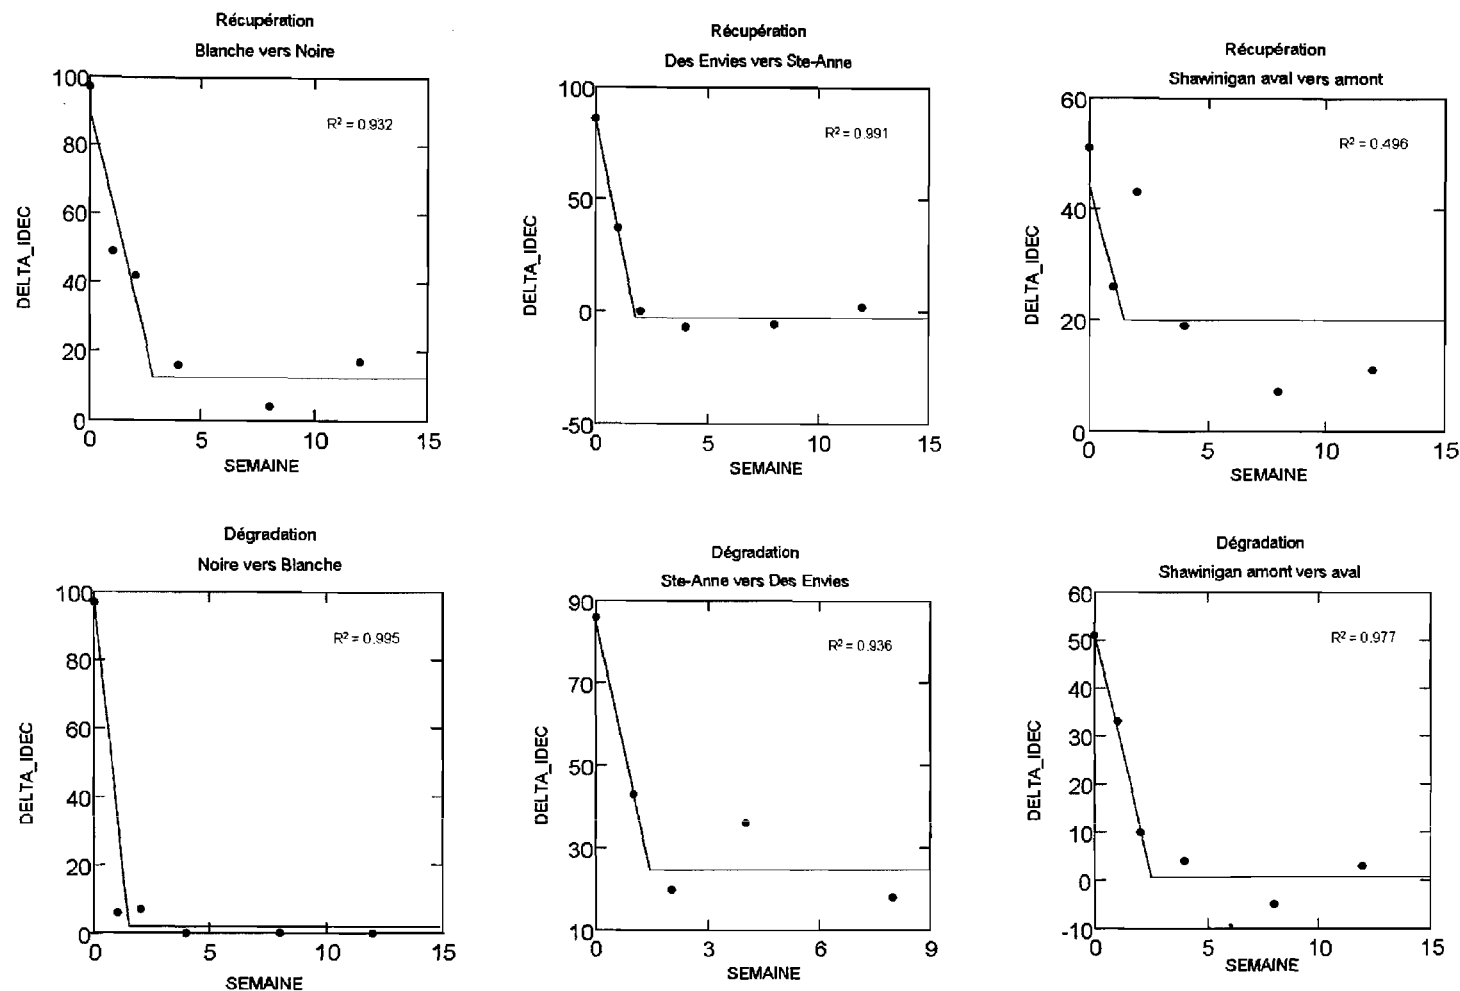 Récupération
Blanche vers Noire
100
80
60
40
20
0
0 5 10 15
DELTA_IDEC
SEMAINE
R² = 0.932
Récupération
Des Envies vers Ste-Anne
100
50
0
-50
0 5 10 15
DELTA_IDEC
SEMAINE
R² = 0.991
Récupération
Shawinigan aval vers amont
60
40
20
0
0 5 10 15
DELTA_IDEC
SEMAINE
R² = 0.496
Dégradation
Noire vers Blanche
100
80
60
40
20
0
0 5 10 15
DELTA_IDEC
SEMAINE
R² = 0.995
Dégradation
Ste-Anne vers Des Envies
90
70
50
30
10
0 3 6 9
DELTA_IDEC
SEMAINE
R² = 0.936
Dégradation
Shawinigan amont vers aval
60
50
40
30
20
10
0
-10
0 5 10 15
DELTA_IDEC
SEMAINE
R² = 0.977